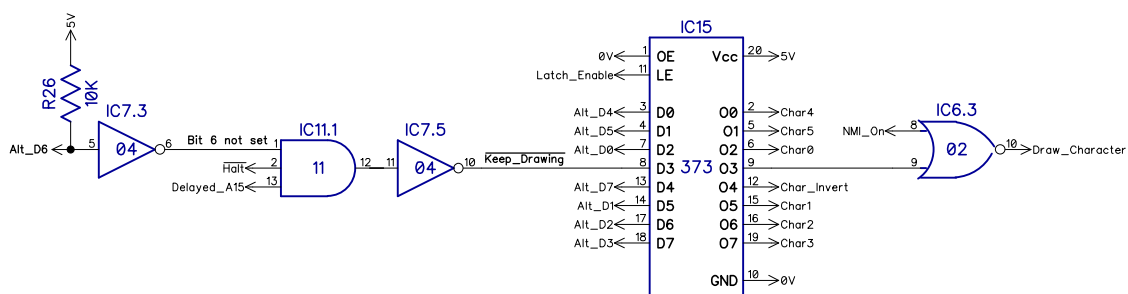 5V
R26
10K
Alt_D6
5
IC7.3
04
6
Bit 6 not set
1
Halt
2
Delayed_A15
13
IC11.1
11
12
11
IC7.5
04
10
Keep_Drawing
IC15
373
0V 1 OE Vcc 20 5V
Latch_Enable 11 LE
Alt_D4 3 D0 O0 2 Char4
Alt_D5 4 D1 O1 5 Char5
Alt_D0 7 D2 O2 6 Char0
8 D3 O3 9
Alt_D7 13 D4 O4 12 Char_Invert
Alt_D1 14 D5 O5 15 Char1
Alt_D2 17 D6 O6 16 Char2
Alt_D3 18 D7 O7 19 Char3
GND 10 0V
IC6.3
NMI_On
8
9
02
10
Draw_Character